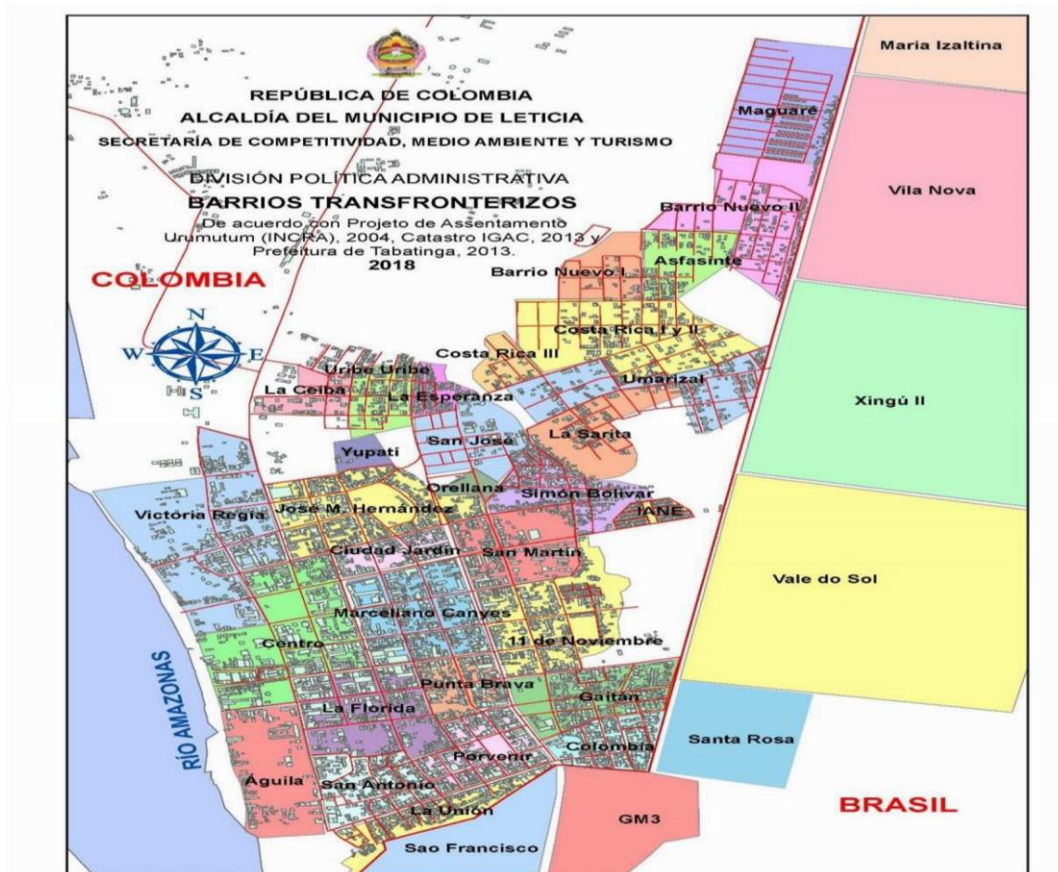 REPÚBLICA DE COLOMBIA
ALCALDÍA DEL MUNICIPIO DE LETICIA
SECRETARÍA DE COMPETITIVIDAD, MEDIO AMBIENTE Y TURISMO
DIVISIÓN POLÍTICA ADMINISTRATIVA
BARRIOS TRANSFRONTERIZOS
De acuerdo con Projeto de Assentamento
Urumutum (INCRA), 2004, Catastro IGAC, 2013 y
Prefeitura de Tabatinga, 2013.
2018
COLOMBIA
N
W
E
S
Maria Izaltina
Maguaré
Vila Nova
Barrio Nuevo II
Asfasinte
Barrio Nuevo I
Costa Rica I y II
Costa Rica III
Uribe Uribe
Umarizal
La Ceiba
La Esperanza
Xingú II
La Sarita
San José
Yupatí
Orellana
Simón Bolívar
IANE
José M. Hernández
Victoria Regia
Ciudad Jardín
San Martín
Vale do Sol
Marceliano Canyes
Centro
11 de Noviembre
Punta Brava
Gaitán
La Florida
RÍO AMAZONAS
Santa Rosa
Colombia
Porvenir
Águila
San Antonio
BRASIL
La Unión
GM3
Sao Francisco